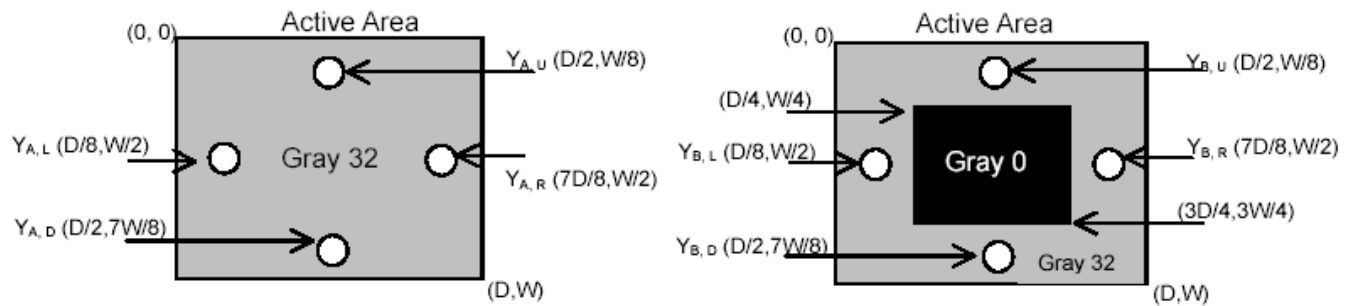 Active Area
(0, 0)
YA, U (D/2,W/8)
YA, L (D/8,W/2)
Gray 32
YA, R (7D/8,W/2)
YA, D (D/2,7W/8)
(D,W)
Active Area
(0, 0)
YB, U (D/2,W/8)
(D/4,W/4)
YB, L (D/8,W/2)
Gray 0
YB, R (7D/8,W/2)
(3D/4,3W/4)
YB, D (D/2,7W/8)
Gray 32
(D,W)